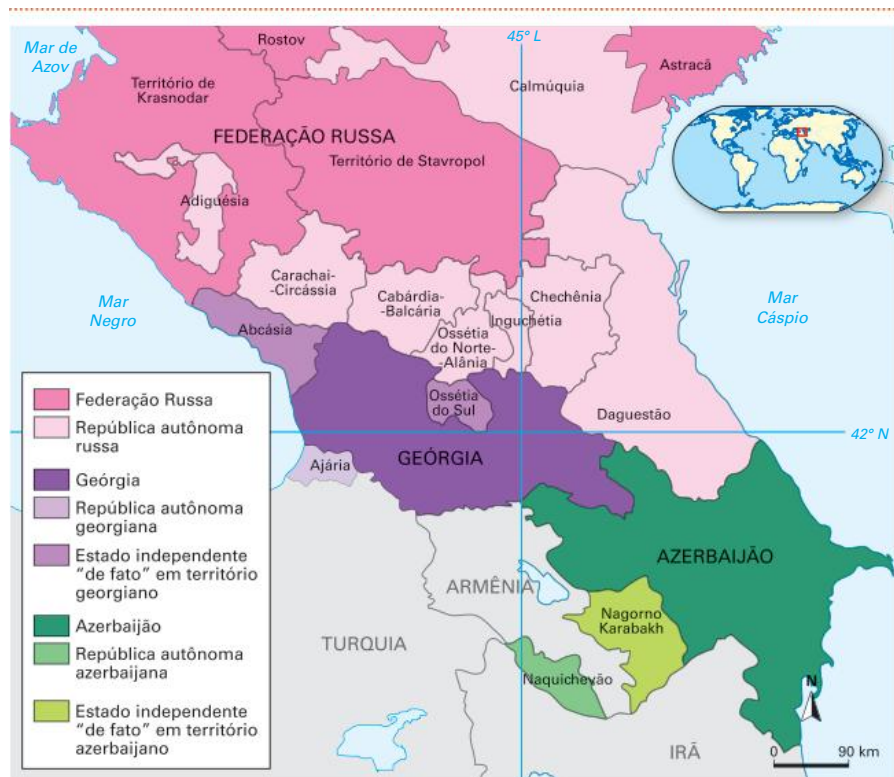 Mar de
Azov
Rostov
45° L
Astracã
Calmúquia
Território de
Krasnodar
FEDERAÇÃO RUSSA
Território de Stavropol
Adiguésia
Mar
Negro
Carachai-
-Circássia
Cabárdia-
-Balcária
Chechênia
Inguchétia
Ossétia
do Norte-
-Alânia
Mar
Cáspio
Abcásia
Ossétia
do Sul
Daguestão
42° N
GEÓRGIA
Ajária
AZERBAIJÃO
ARMÊNIA
Nagorno
Karabakh
TURQUIA
Naquichevão
IRÃ
N
0 90 km
Federação Russa
República autônoma
russa
Geórgia
República autônoma
georgiana
Estado independente
“de fato” em território
georgiano
Azerbaijão
República autônoma
azerbaijana
Estado independente
“de fato” em território
azerbaijano